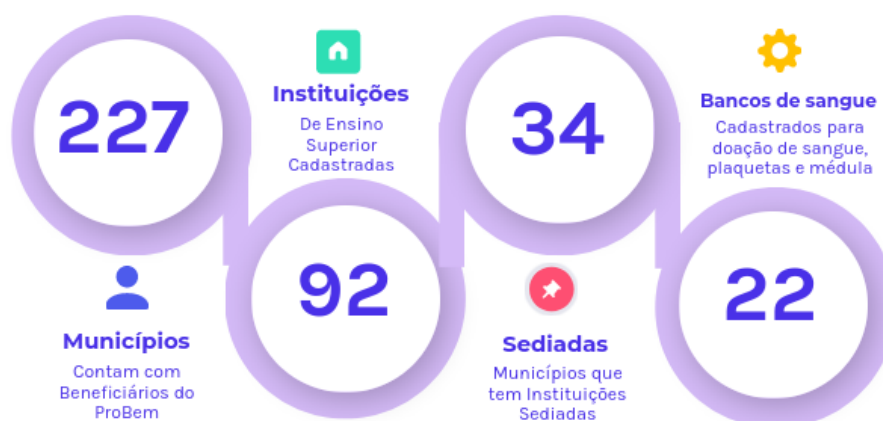 227
Municípios
Contam com
Beneficiários do
ProBem
Instituições
De Ensino
Superior
Cadastradas
92
34
Sediadas
Municípios que
tem Instituições
Sediadas
Bancos de sangue
Cadastrados para
doação de sangue,
plaquetas e médula
22